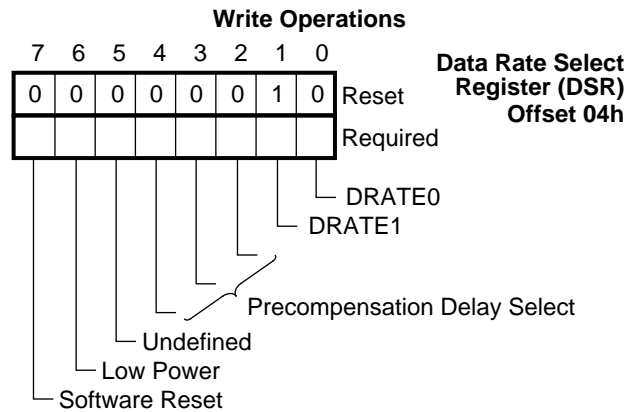 Write Operations
7 6 5 4 3 2 1 0
Data Rate Select
Register (DSR)
Offset 04h
0 0 0 0 0 0 1 0 Reset
Required
DRATE0
DRATE1
Precompensation Delay Select
Undefined
Low Power
Software Reset